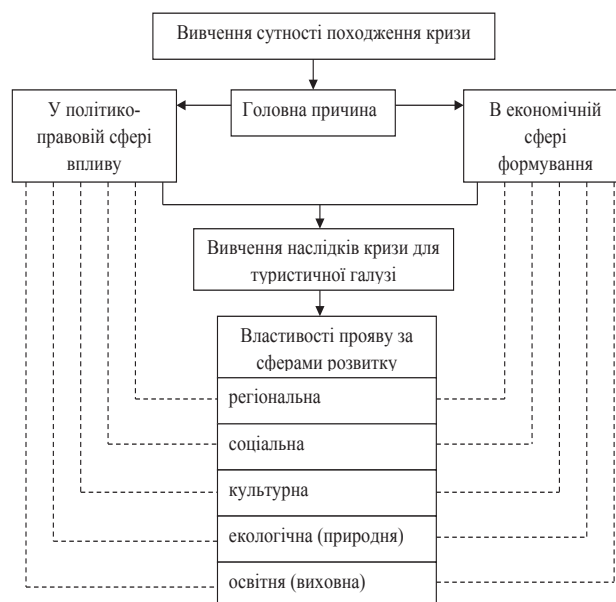 Вивчення сутності походження кризи
У політико-
правовій сфері
впливу
Головна причина
В економічній
сфері
формування
Вивчення наслідків кризи для
туристичної галузі
Властивості прояву за
сферами розвитку
регіональна
соціальна
культурна
екологічна (природня)
освітня (виховна)